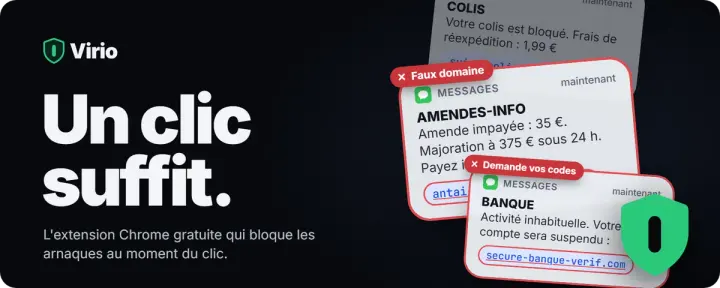 Virio
Un clic
suffit.
L'extension Chrome gratuite qui bloque les
arnaques au moment du clic.
maintenant
COLIS
Votre colis est bloqué. Frais de
réexpédition : 1,99 €
× Faux domaine
MESSAGES
maintenant
AMENDES-INFO
Amende impayée : 35 €.
Majoration à 375 € sous 24 h.
Payez
antai
× Demande vos codes
MESSAGES
maintenant
BANQUE
Activité inhabituelle. Votre
compte sera suspendu :
secure-banque-verif.com